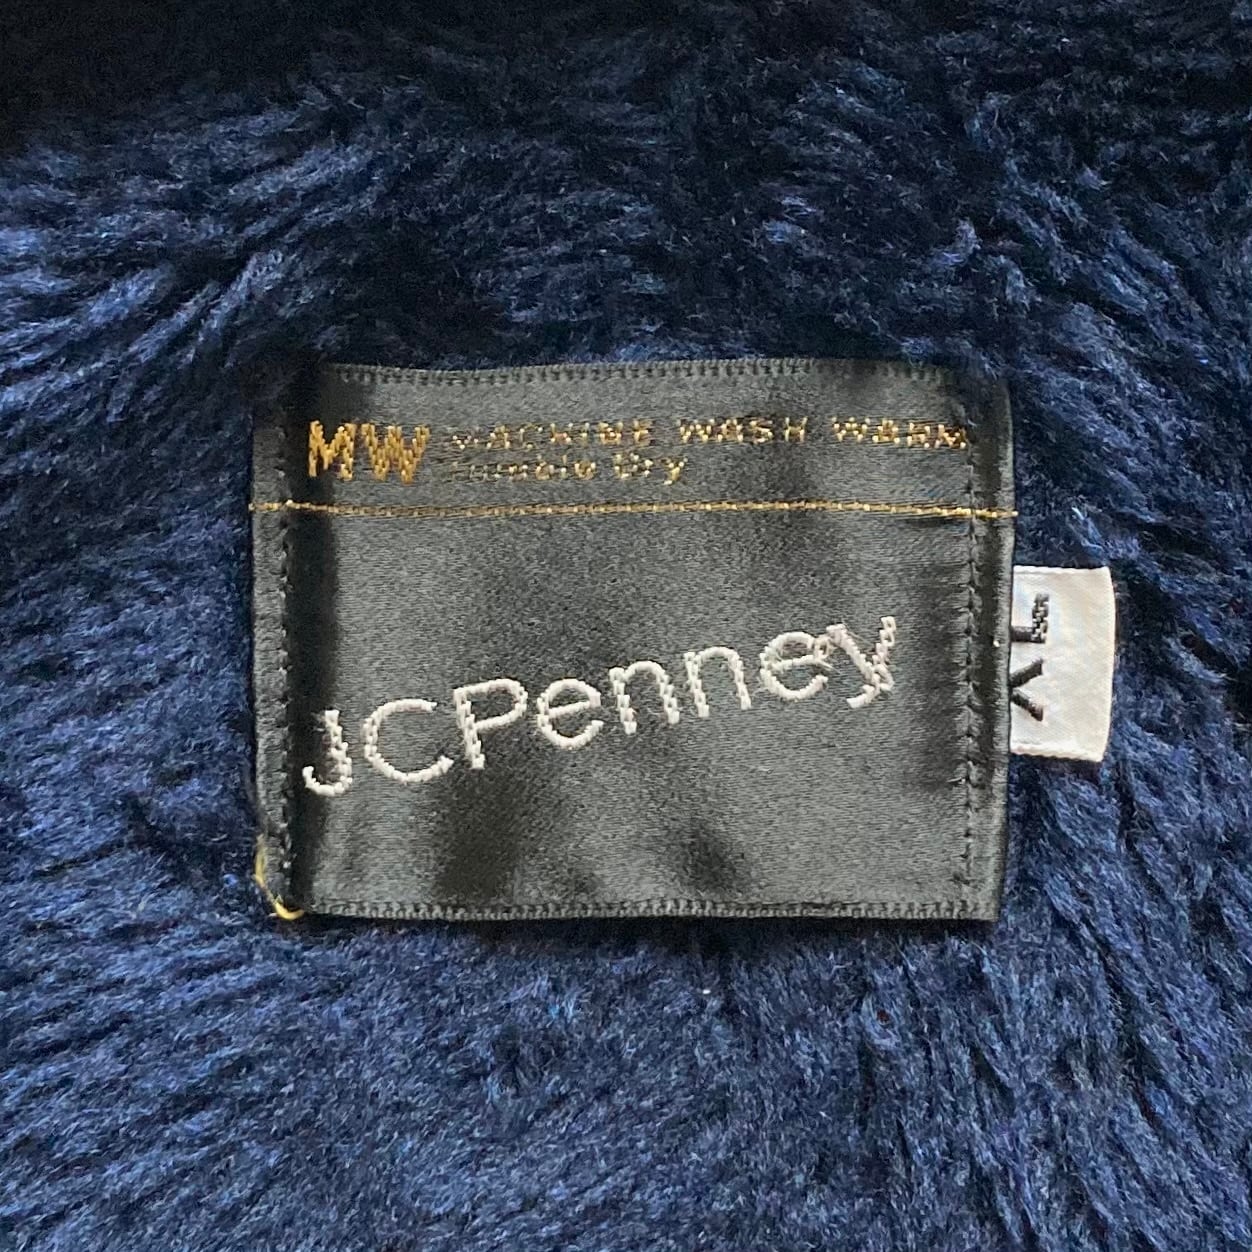 MW MACHINE WASH WARM
Tumble Dry
JCPenney
XL